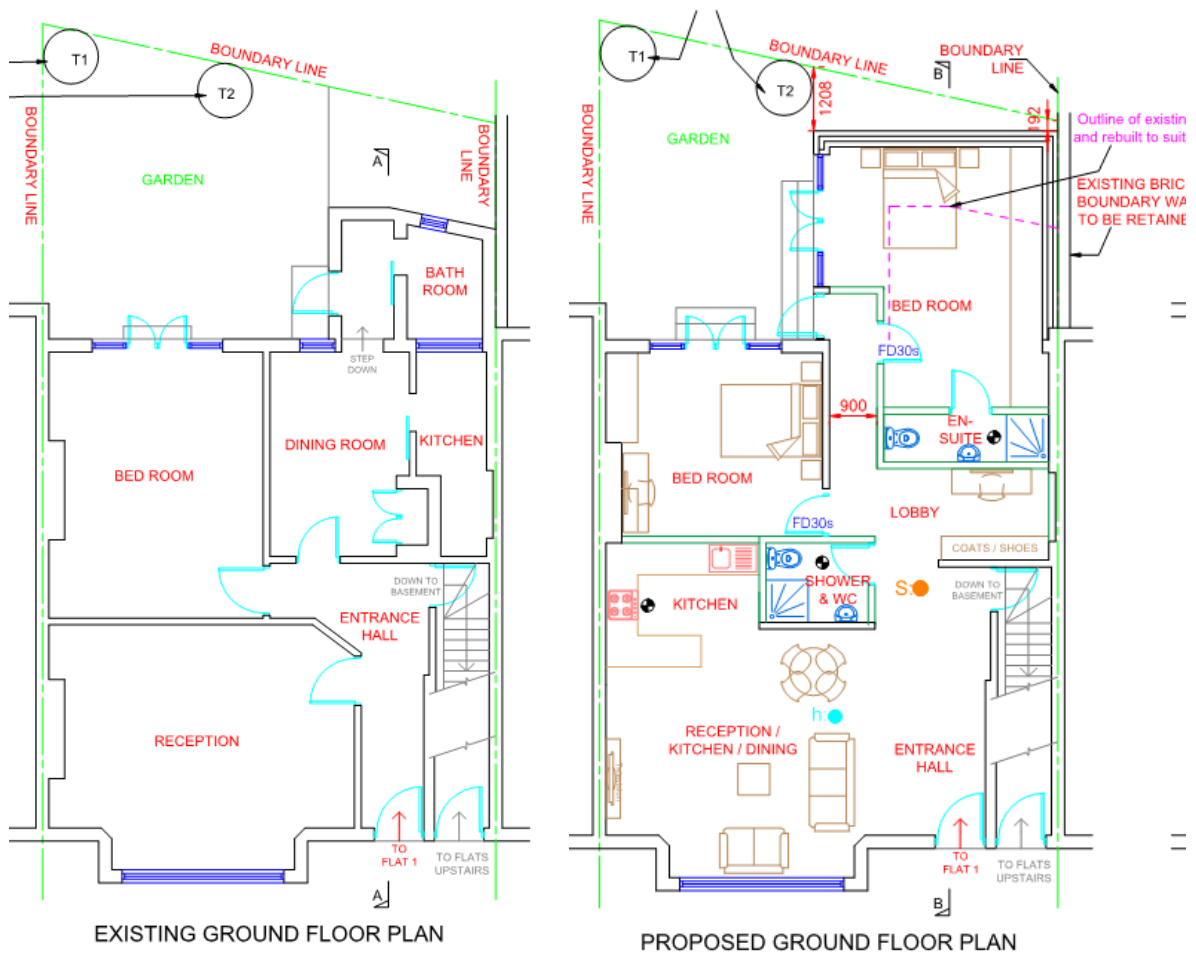 T1
T2
BOUNDARY LINE
BOUNDARY LINE
BOUNDARY
LINE
A
GARDEN
BATH
ROOM
STEP
DOWN
DINING ROOM
KITCHEN
BED ROOM
DOWN TO
BASEMENT
ENTRANCE
HALL
RECEPTION
TO
FLAT 1
TO FLATS
UPSTAIRS
A
EXISTING GROUND FLOOR PLAN
T1
T2
BOUNDARY LINE
BOUNDARY LINE
BOUNDARY
LINE
B
1208
192
Outline of existin
and rebuilt to suit
EXISTING BRIC
BOUNDARY WA
TO BE RETAINE
GARDEN
BED ROOM
FD30s
900
EN-
SUITE
BED ROOM
LOBBY
FD30s
COATS / SHOES
SHOWER
& WC
KITCHEN
S:
DOWN TO
BASEMENT
h:
RECEPTION /
KITCHEN / DINING
ENTRANCE
HALL
TO
FLAT 1
TO FLATS
UPSTAIRS
B
PROPOSED GROUND FLOOR PLAN